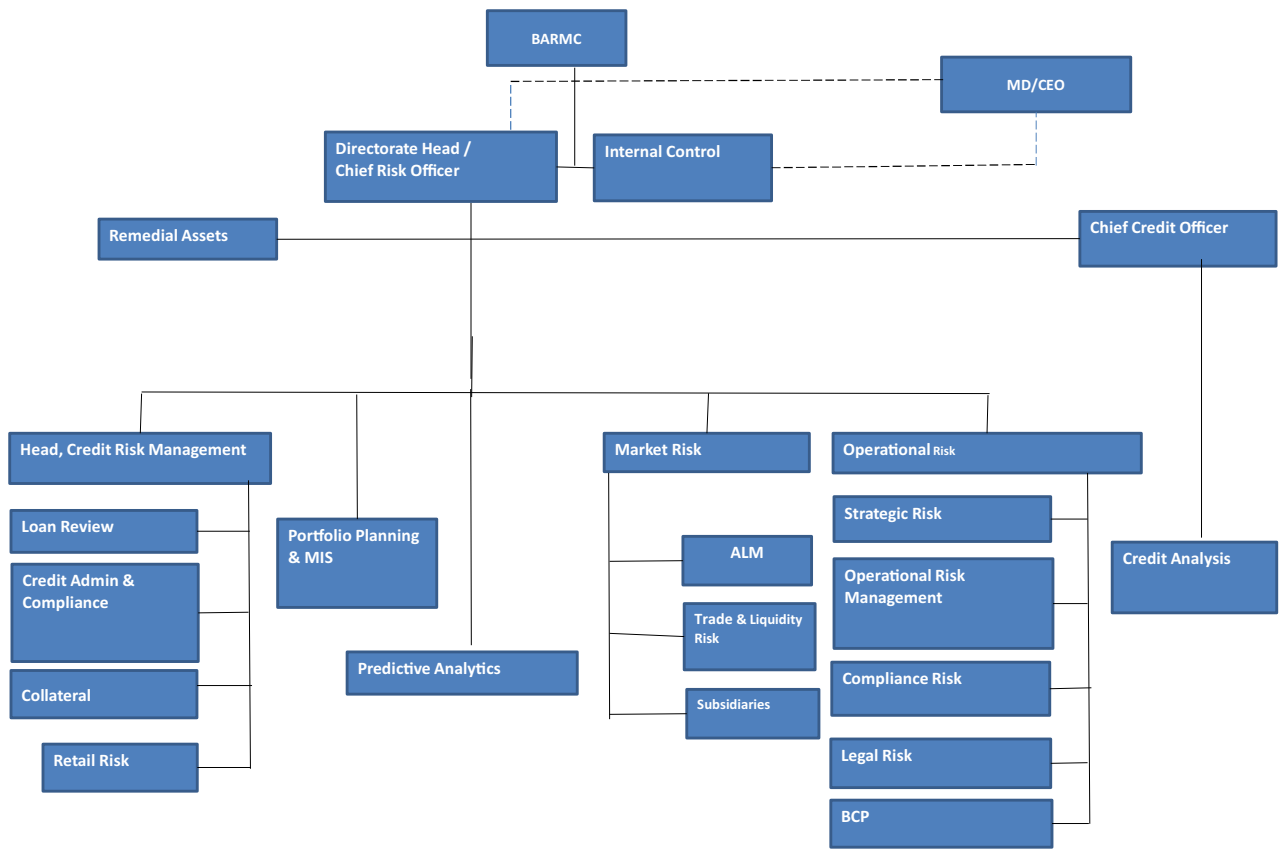 BARMC
MD/CEO
Directorate Head /
Chief Risk Officer
Internal Control
Remedial Assets
Chief Credit Officer
Head, Credit Risk Management
Market Risk
Operational Risk
Loan Review
Credit Admin &
Compliance
Collateral
Retail Risk
Portfolio Planning
& MIS
Predictive Analytics
ALM
Trade & Liquidity
Risk
Subsidiaries
Strategic Risk
Operational Risk
Management
Compliance Risk
Legal Risk
BCP
Credit Analysis